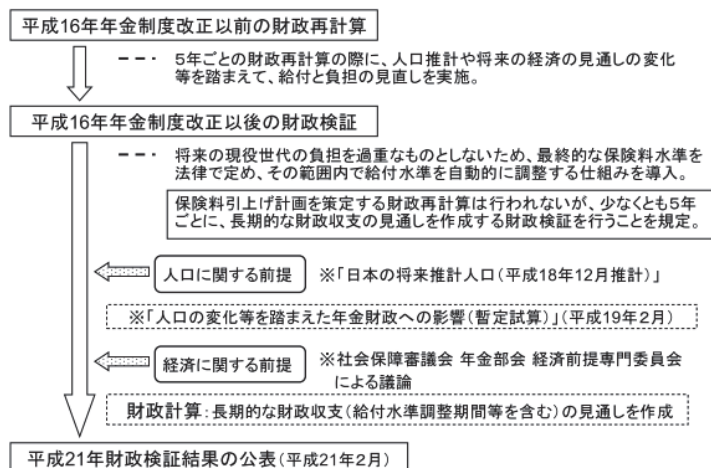 平成16年年金制度改正以前の財政再計算
--- 5年ごとの財政再計算の際に、人口推計や将来の経済の見通しの変化
等を踏まえて、給付と負担の見直しを実施。
平成16年年金制度改正以後の財政検証
--- 将来の現役世代の負担を過重なものとしないため、最終的な保険料水準を
法律で定め、その範囲内で給付水準を自動的に調整する仕組みを導入。
保険料引上げ計画を策定する財政再計算は行われないが、少なくとも5年
ごとに、長期的な財政収支の見通しを作成する財政検証を行うことを規定。
人口に関する前提 ※「日本の将来推計人口(平成18年12月推計)」
※「人口の変化等を踏まえた年金財政への影響(暫定試算)」(平成19年2月)
経済に関する前提 ※社会保障審議会 年金部会 経済前提専門委員会
による議論
財政計算:長期的な財政収支(給付水準調整期間等を含む)の見通しを作成
平成21年財政検証結果の公表(平成21年2月)